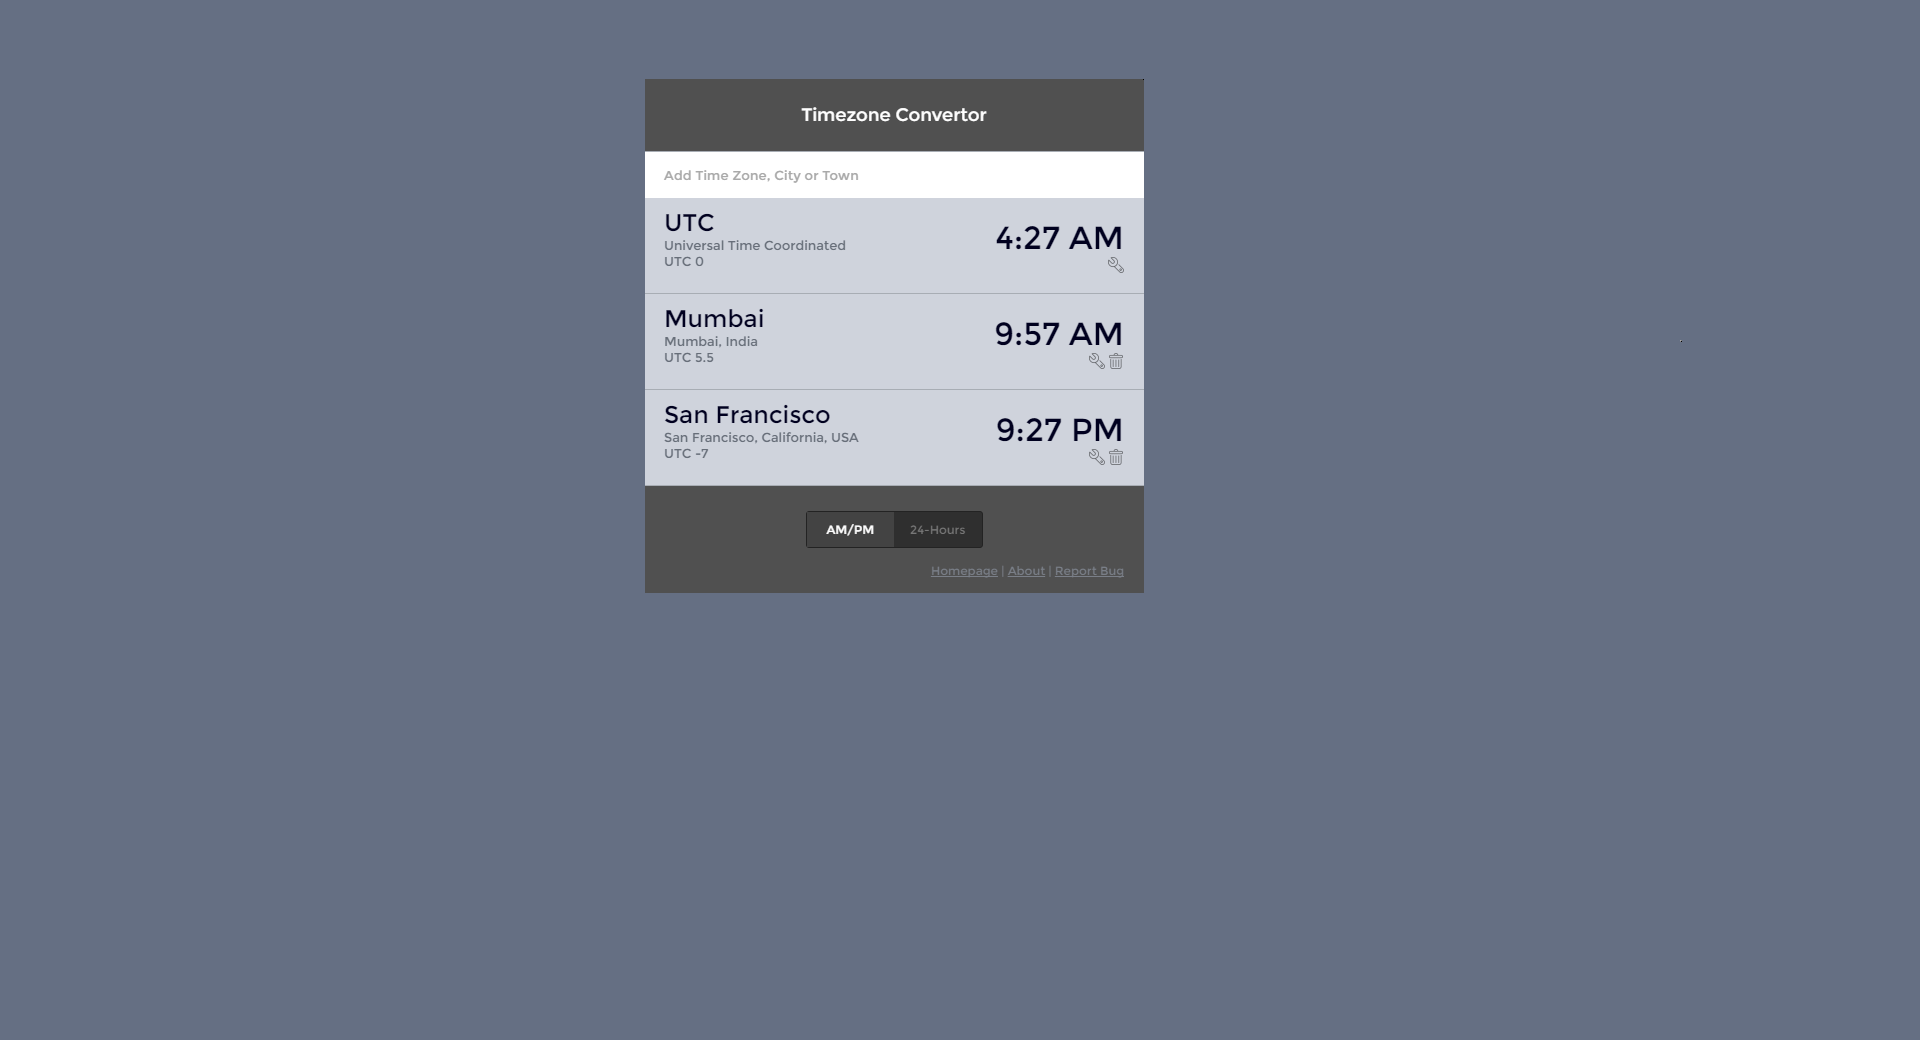 Timezone Convertor
Add Time Zone, City or Town
UTC
4:27 AM
Universal Time Coordinated
UTC 0
Mumbai
9:57 AM
Mumbai, India
UTC 5.5
San Francisco
9:27 PM
San Francisco, California, USA
UTC -7
AM/PM 24-Hours
Homepage | About | Report Bug